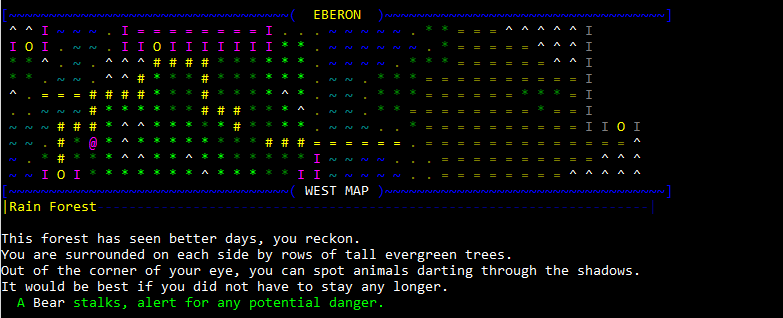 EBERON
^ ^ I ~ ~ ~ . I = = = = = = = = I . . . ~ ~ ~ ~ ~ . * * = = = ^ ^ ^ ^ ^ I
I O I . ~ ~ . I I O I I I I I I I * * . ~ ~ ~ ~ ~ ~ . * = = = = = ^ ^ ^ I
* * ^ . ~ . ^ ^ ^ # # # # * * * * * * . ~ ~ ~ ~ . * * * = = = = = = ^ ^ I
* * . ~ ~ . ^ ^ # * * * # * * * * * * . ~ ~ . * * * = = = = = = = = = = I
^ . = = = # # # # * * * # * * * * ^ * . ~ ~ . * * * = = = = = = * * * = I
. . ~ ~ ~ # * * * * * * # # # * * * ^ . ~ ~ . * * = = = = = = = = * = = I
~ ~ ~ # # # * ^ ^ * * * * * # * * * * . ~ ~ ~ . . * = = = = = = = = = = I I O I
~ ~ . # * @ * ^ * * * * * * * * # # # = = = = = = . = = = = = = = = = = = = = ^
~ . * # * * * ^ ^ * * ^ * * * * * * * I ~ ~ ~ ~ ~ . . = = = = = = = = = = ^ ^ ^
~ ~ I O I * * * * * * * ^ * * * * * I I ~ ~ ~ ~ ~ . . = = = = = = = = ^ ^ ^ ^ ^
WEST MAP
|Rain Forest
This forest has seen better days, you reckon.
You are surrounded on each side by rows of tall evergreen trees.
Out of the corner of your eye, you can spot animals darting through the shadows.
It would be best if you did not have to stay any longer.
A Bear stalks, alert for any potential danger.